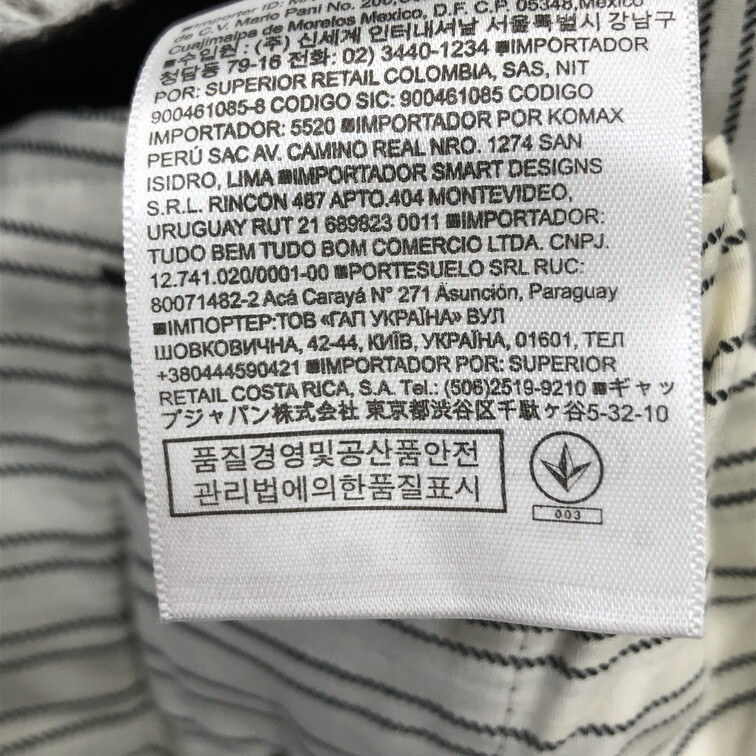 Importer ID:
de C.V. Mario Pani No. 200,
Cuajimalpa de Morelos Mexico, D.F. C.P. 05348, Mexico
■수입원 : (주) 신세계 인터내셔날 서울특별시 강남구
청담동 79-16 전화: 02) 3440-1234 ■IMPORTADOR
POR: SUPERIOR RETAIL COLOMBIA, SAS, NIT
900461085-8 CODIGO SIC: 900461085 CODIGO
IMPORTADOR: 5520 ■IMPORTADOR POR KOMAX
PERÚ SAC AV. CAMINO REAL NRO. 1274 SAN
ISIDRO, LIMA ■IMPORTADOR SMART DESIGNS
S.R.L. RINCON 487 APTO.404 MONTEVIDEO,
URUGUAY RUT 21 689823 0011 ■IMPORTADOR:
TUDO BEM TUDO BOM COMERCIO LTDA. CNPJ.
12.741.020/0001-00 ■PORTESUELO SRL RUC:
80071482-2 Acá Carayá N° 271 Asunción, Paraguay
■ІМПОРТЕР:ТОВ «ГАП УКРАЇНА» ВУЛ
ШОВКОВИЧНА, 42-44, КИЇВ, УКРАЇНА, 01601, ТЕЛ
+380444590421 ■IMPORTADOR POR: SUPERIOR
RETAIL COSTA RICA, S.A. Tel.: (506)2519-9210 ■ギャッ
プジャパン株式会社 東京都渋谷区千駄ヶ谷5-32-10
품질경영및공산품안전
관리법에의한품질표시
003